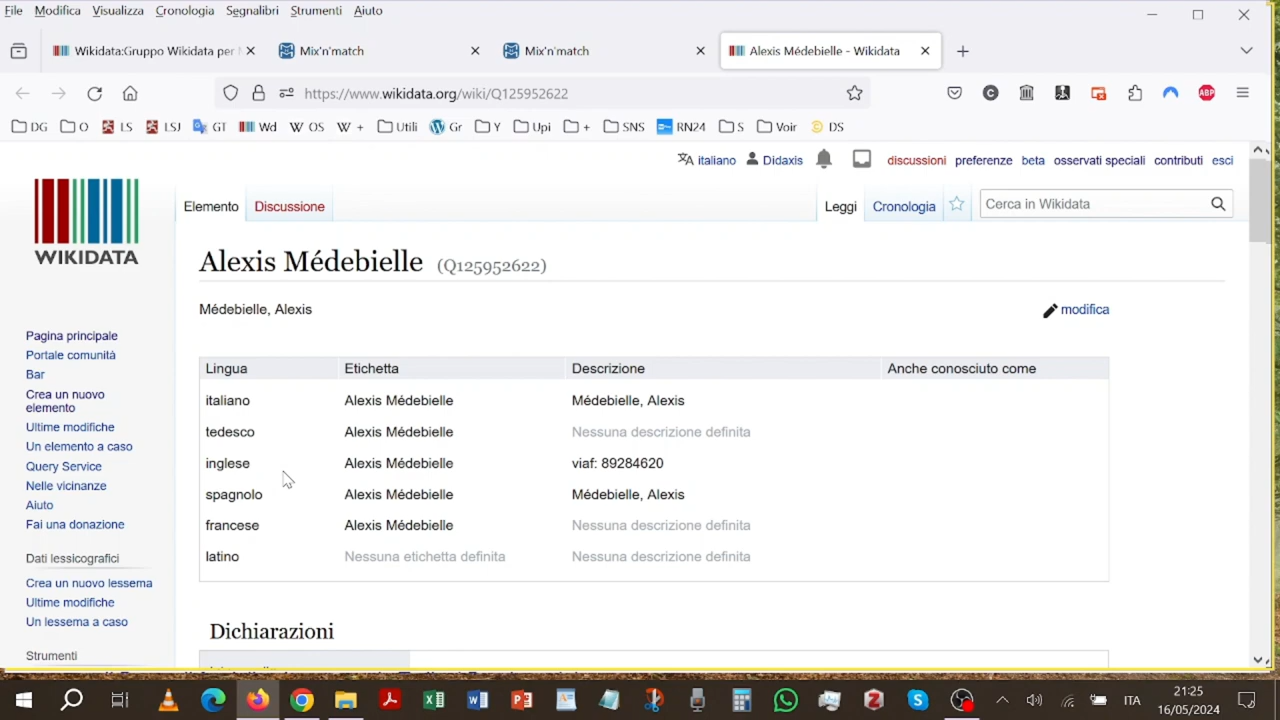 File Modifica Visualizza Cronologia Segnalibri Strumenti Aiuto
Wikidata:Gruppo Wikidata per Mix'n'match Mix'n'match Alexis Médebielle - Wikidata
https://www.wikidata.org/wiki/Q125952622
DG O LS LSJ GT Wd OS + Utili Gr Y Upi + SNS RN24 S Voir DS
italiano Didaxis discussioni preferenze beta osservati speciali contributi esci
WIKIDATA
Elemento Discussione Leggi Cronologia Cerca in Wikidata
Alexis Médebielle (Q125952622)
Médebielle, Alexis modifica
Lingua Etichetta Descrizione Anche conosciuto come
italiano Alexis Médebielle Médebielle, Alexis
tedesco Alexis Médebielle Nessuna descrizione definita
inglese Alexis Médebielle viaf: 89284620
spagnolo Alexis Médebielle Médebielle, Alexis
francese Alexis Médebielle Nessuna descrizione definita
latino Nessuna etichetta definita Nessuna descrizione definita
Dichiarazioni
Pagina principale
Portale comunità
Bar
Crea un nuovo
elemento
Ultime modifiche
Un elemento a caso
Query Service
Nelle vicinanze
Aiuto
Fai una donazione
Dati lessicografici
Crea un nuovo lessema
Ultime modifiche
Un lessema a caso
Strumenti
ITA
21:25
16/05/2024